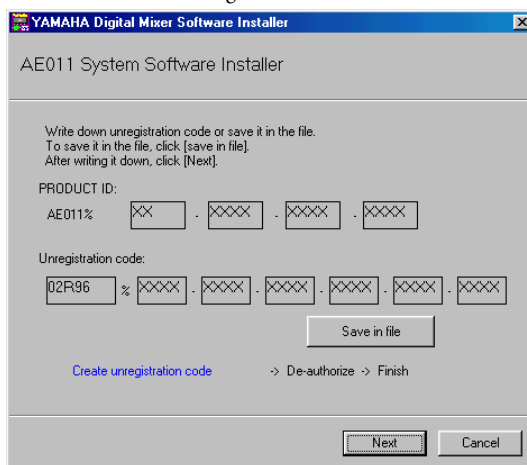 YAMAHA Digital Mixer Software Installer
AE011 System Software Installer
Write down unregistration code or save it in the file.
To save it in the file, click [save in file].
After writing it down, click [Next].
PRODUCT ID:
AE011% XX - XXXX - XXXX - XXXX
Unregistration code:
02R96 % XXXX - XXXX - XXXX - XXXX - XXXX - XXXX
Save in file
Create unregistration code -> De-authorize -> Finish
Next Cancel